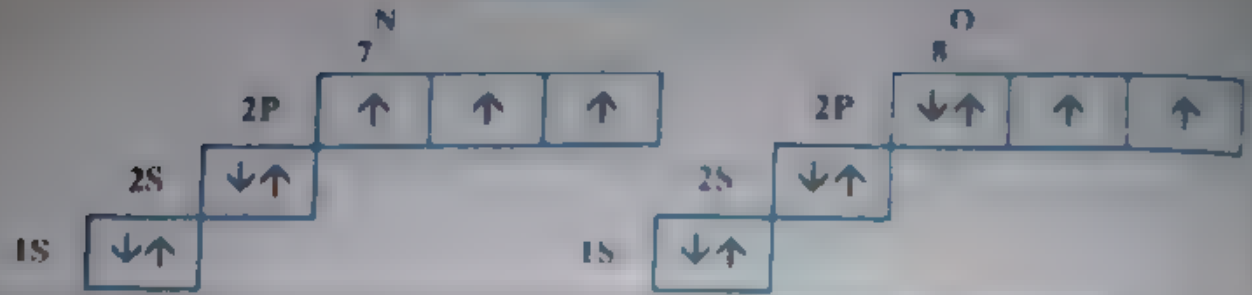 N
7
2P ↑ ↑ ↑
2S ↓↑
1S ↓↑
O
8
2P ↓↑ ↑ ↑
2S ↓↑
1S ↓↑